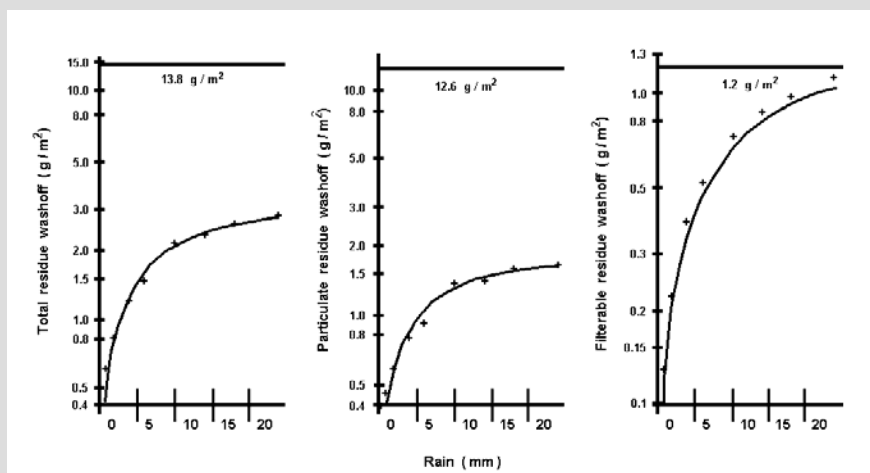 Total residue washoff ( g / m2 )
15.0
10.0
8.0
5.0
3.0
2.0
1.5
1.0
0.8
0.5
0.4
13.8 g / m2
0 5 10 15 20
Particulate residue washoff ( g / m2 )
10.0
8.0
5.0
3.0
2.0
1.5
1.0
0.8
0.5
0.4
12.6 g / m2
0 5 10 15 20
Rain ( mm )
Filterable residue washoff ( g / m2 )
1.3
1.0
0.8
0.5
0.3
0.2
0.15
0.1
1.2 g / m2
0 5 10 15 20